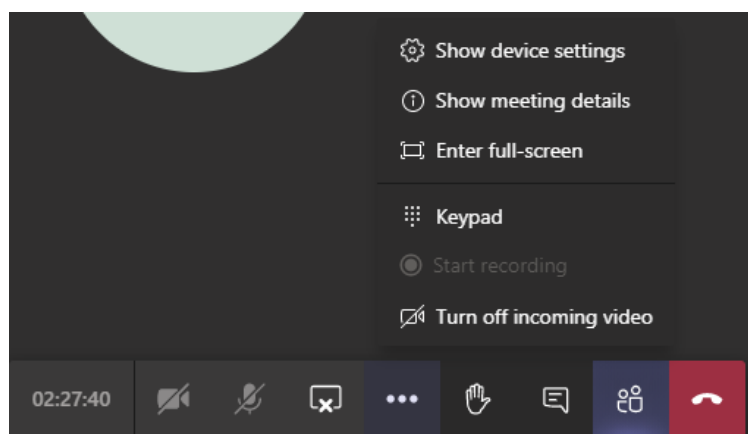 Show device settings
Show meeting details
Enter full-screen
Keypad
Start recording
Turn off incoming video
02:27:40